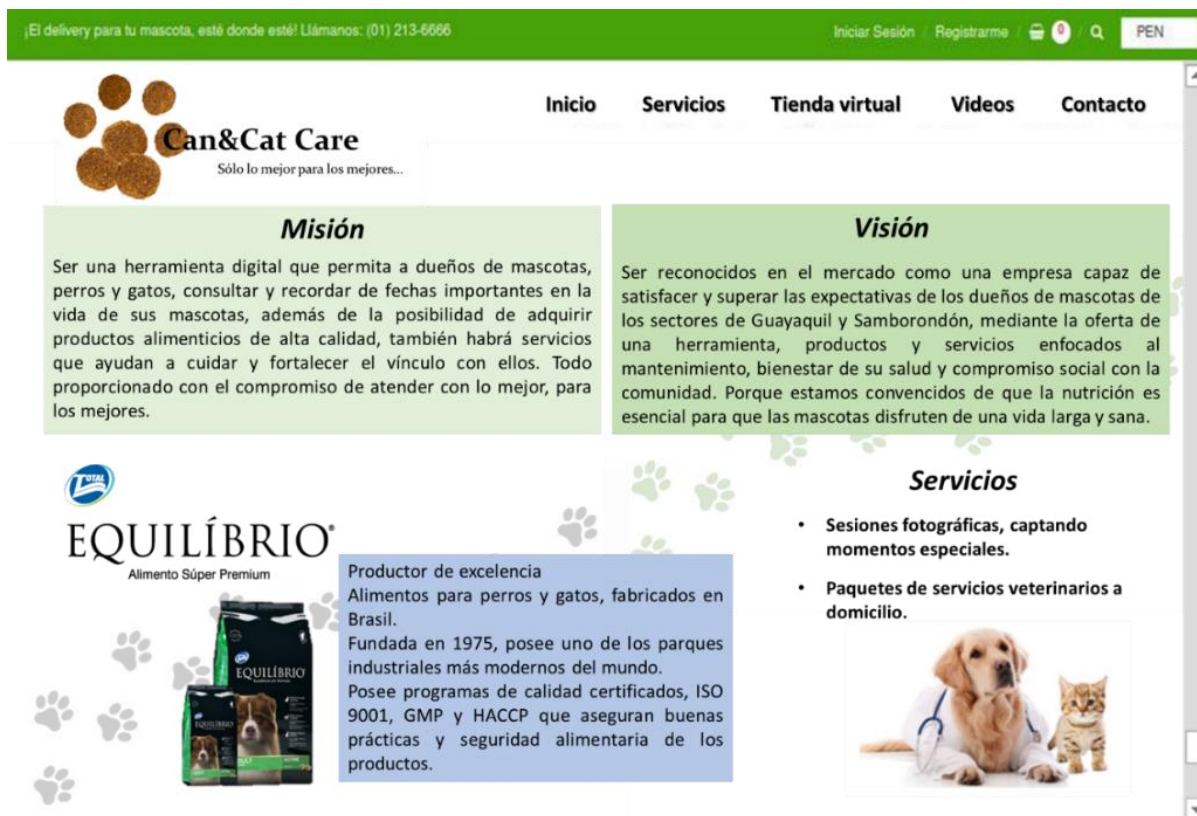 ¡El delivery para tu mascota, esté donde esté! Llámanos: (01) 213-6666
Iniciar Sesión / Registrarme / 0 / PEN
Inicio Servicios Tienda virtual Videos Contacto
Can&Cat Care
Sólo lo mejor para los mejores...
Misión
Ser una herramienta digital que permita a dueños de mascotas,
perros y gatos, consultar y recordar de fechas importantes en la
vida de sus mascotas, además de la posibilidad de adquirir
productos alimenticios de alta calidad, también habrá servicios
que ayudan a cuidar y fortalecer el vínculo con ellos. Todo
proporcionado con el compromiso de atender con lo mejor, para
los mejores.
Visión
Ser reconocidos en el mercado como una empresa capaz de
satisfacer y superar las expectativas de los dueños de mascotas de
los sectores de Guayaquil y Samborondón, mediante la oferta de
una herramienta, productos y servicios enfocados al
mantenimiento, bienestar de su salud y compromiso social con la
comunidad. Porque estamos convencidos de que la nutrición es
esencial para que las mascotas disfruten de una vida larga y sana.
TOTAL
EQUILÍBRIO®
Alimento Súper Premium
EQUILÍBRIO
EQUILÍBRIO
Productor de excelencia
Alimentos para perros y gatos, fabricados en
Brasil.
Fundada en 1975, posee uno de los parques
industriales más modernos del mundo.
Posee programas de calidad certificados, ISO
9001, GMP y HACCP que aseguran buenas
prácticas y seguridad alimentaria de los
productos.
Servicios
• Sesiones fotográficas, captando
momentos especiales.
• Paquetes de servicios veterinarios a
domicilio.